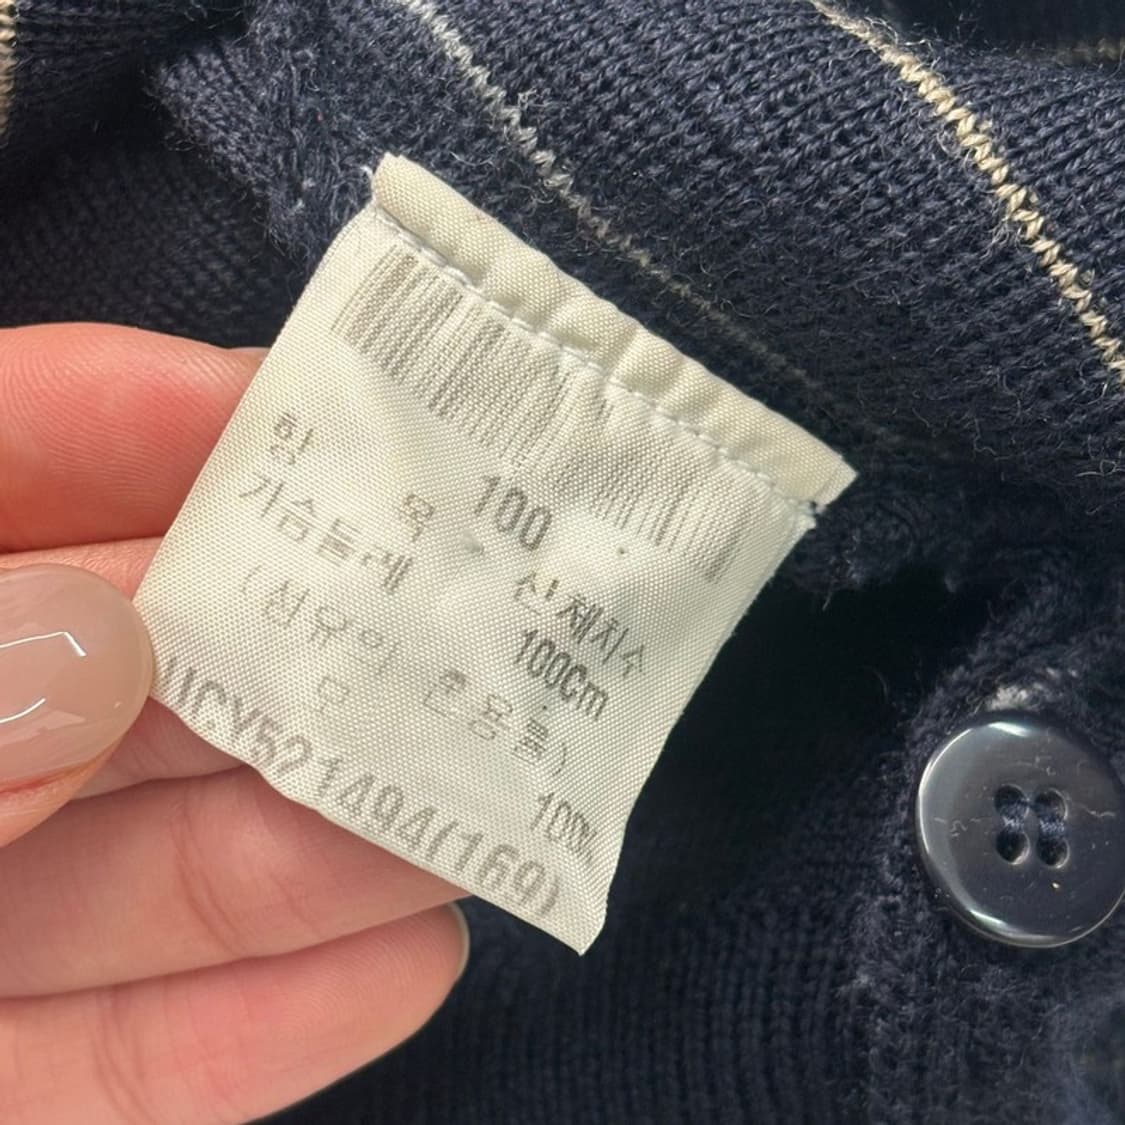 100
항 목 신체치수
가슴둘레 100Cm
(섬유의 혼용률)
모 100%
JCY521494(169)